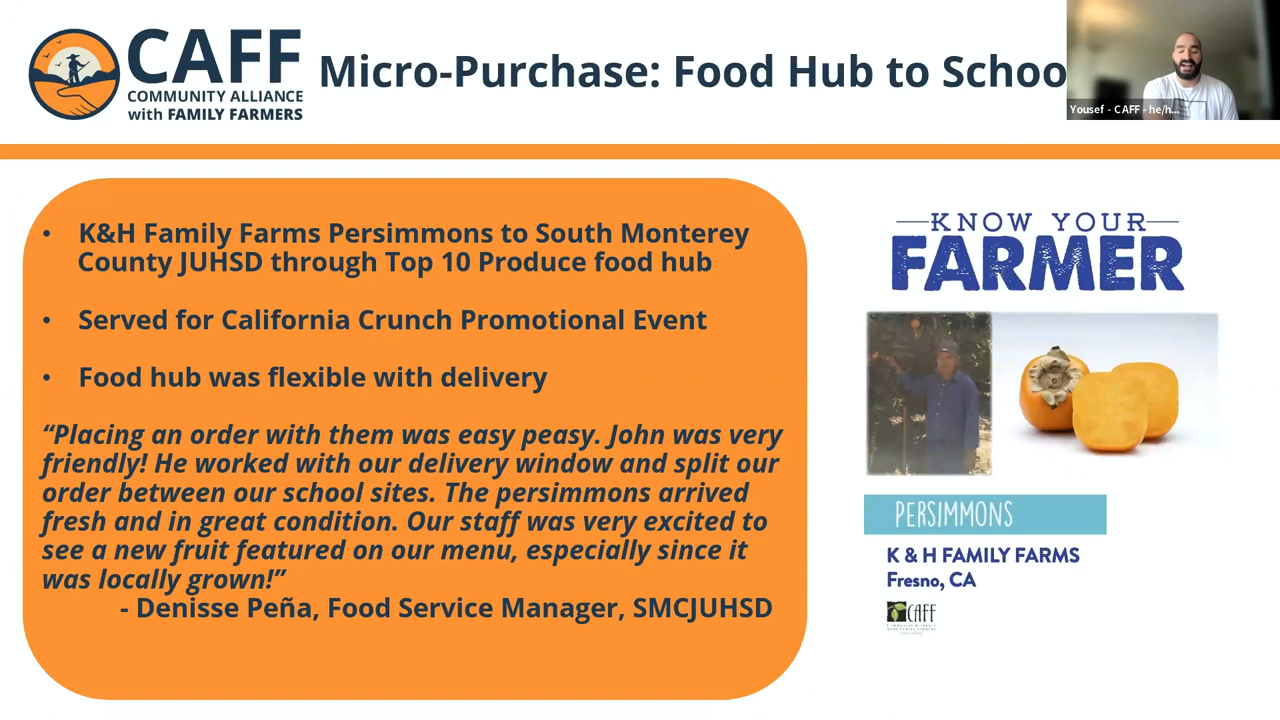 CAFF
COMMUNITY ALLIANCE
with FAMILY FARMERS
Micro-Purchase: Food Hub to Schoo
Yousef - CAFF - he/h...
• K&H Family Farms Persimmons to South Monterey
County JUHSD through Top 10 Produce food hub
• Served for California Crunch Promotional Event
• Food hub was flexible with delivery
“Placing an order with them was easy peasy. John was very
friendly! He worked with our delivery window and split our
order between our school sites. The persimmons arrived
fresh and in great condition. Our staff was very excited to
see a new fruit featured on our menu, especially since it
was locally grown!”
- Denisse Peña, Food Service Manager, SMCJUHSD
KNOW YOUR
FARMER
PERSIMMONS
K & H FAMILY FARMS
Fresno, CA
CAFF